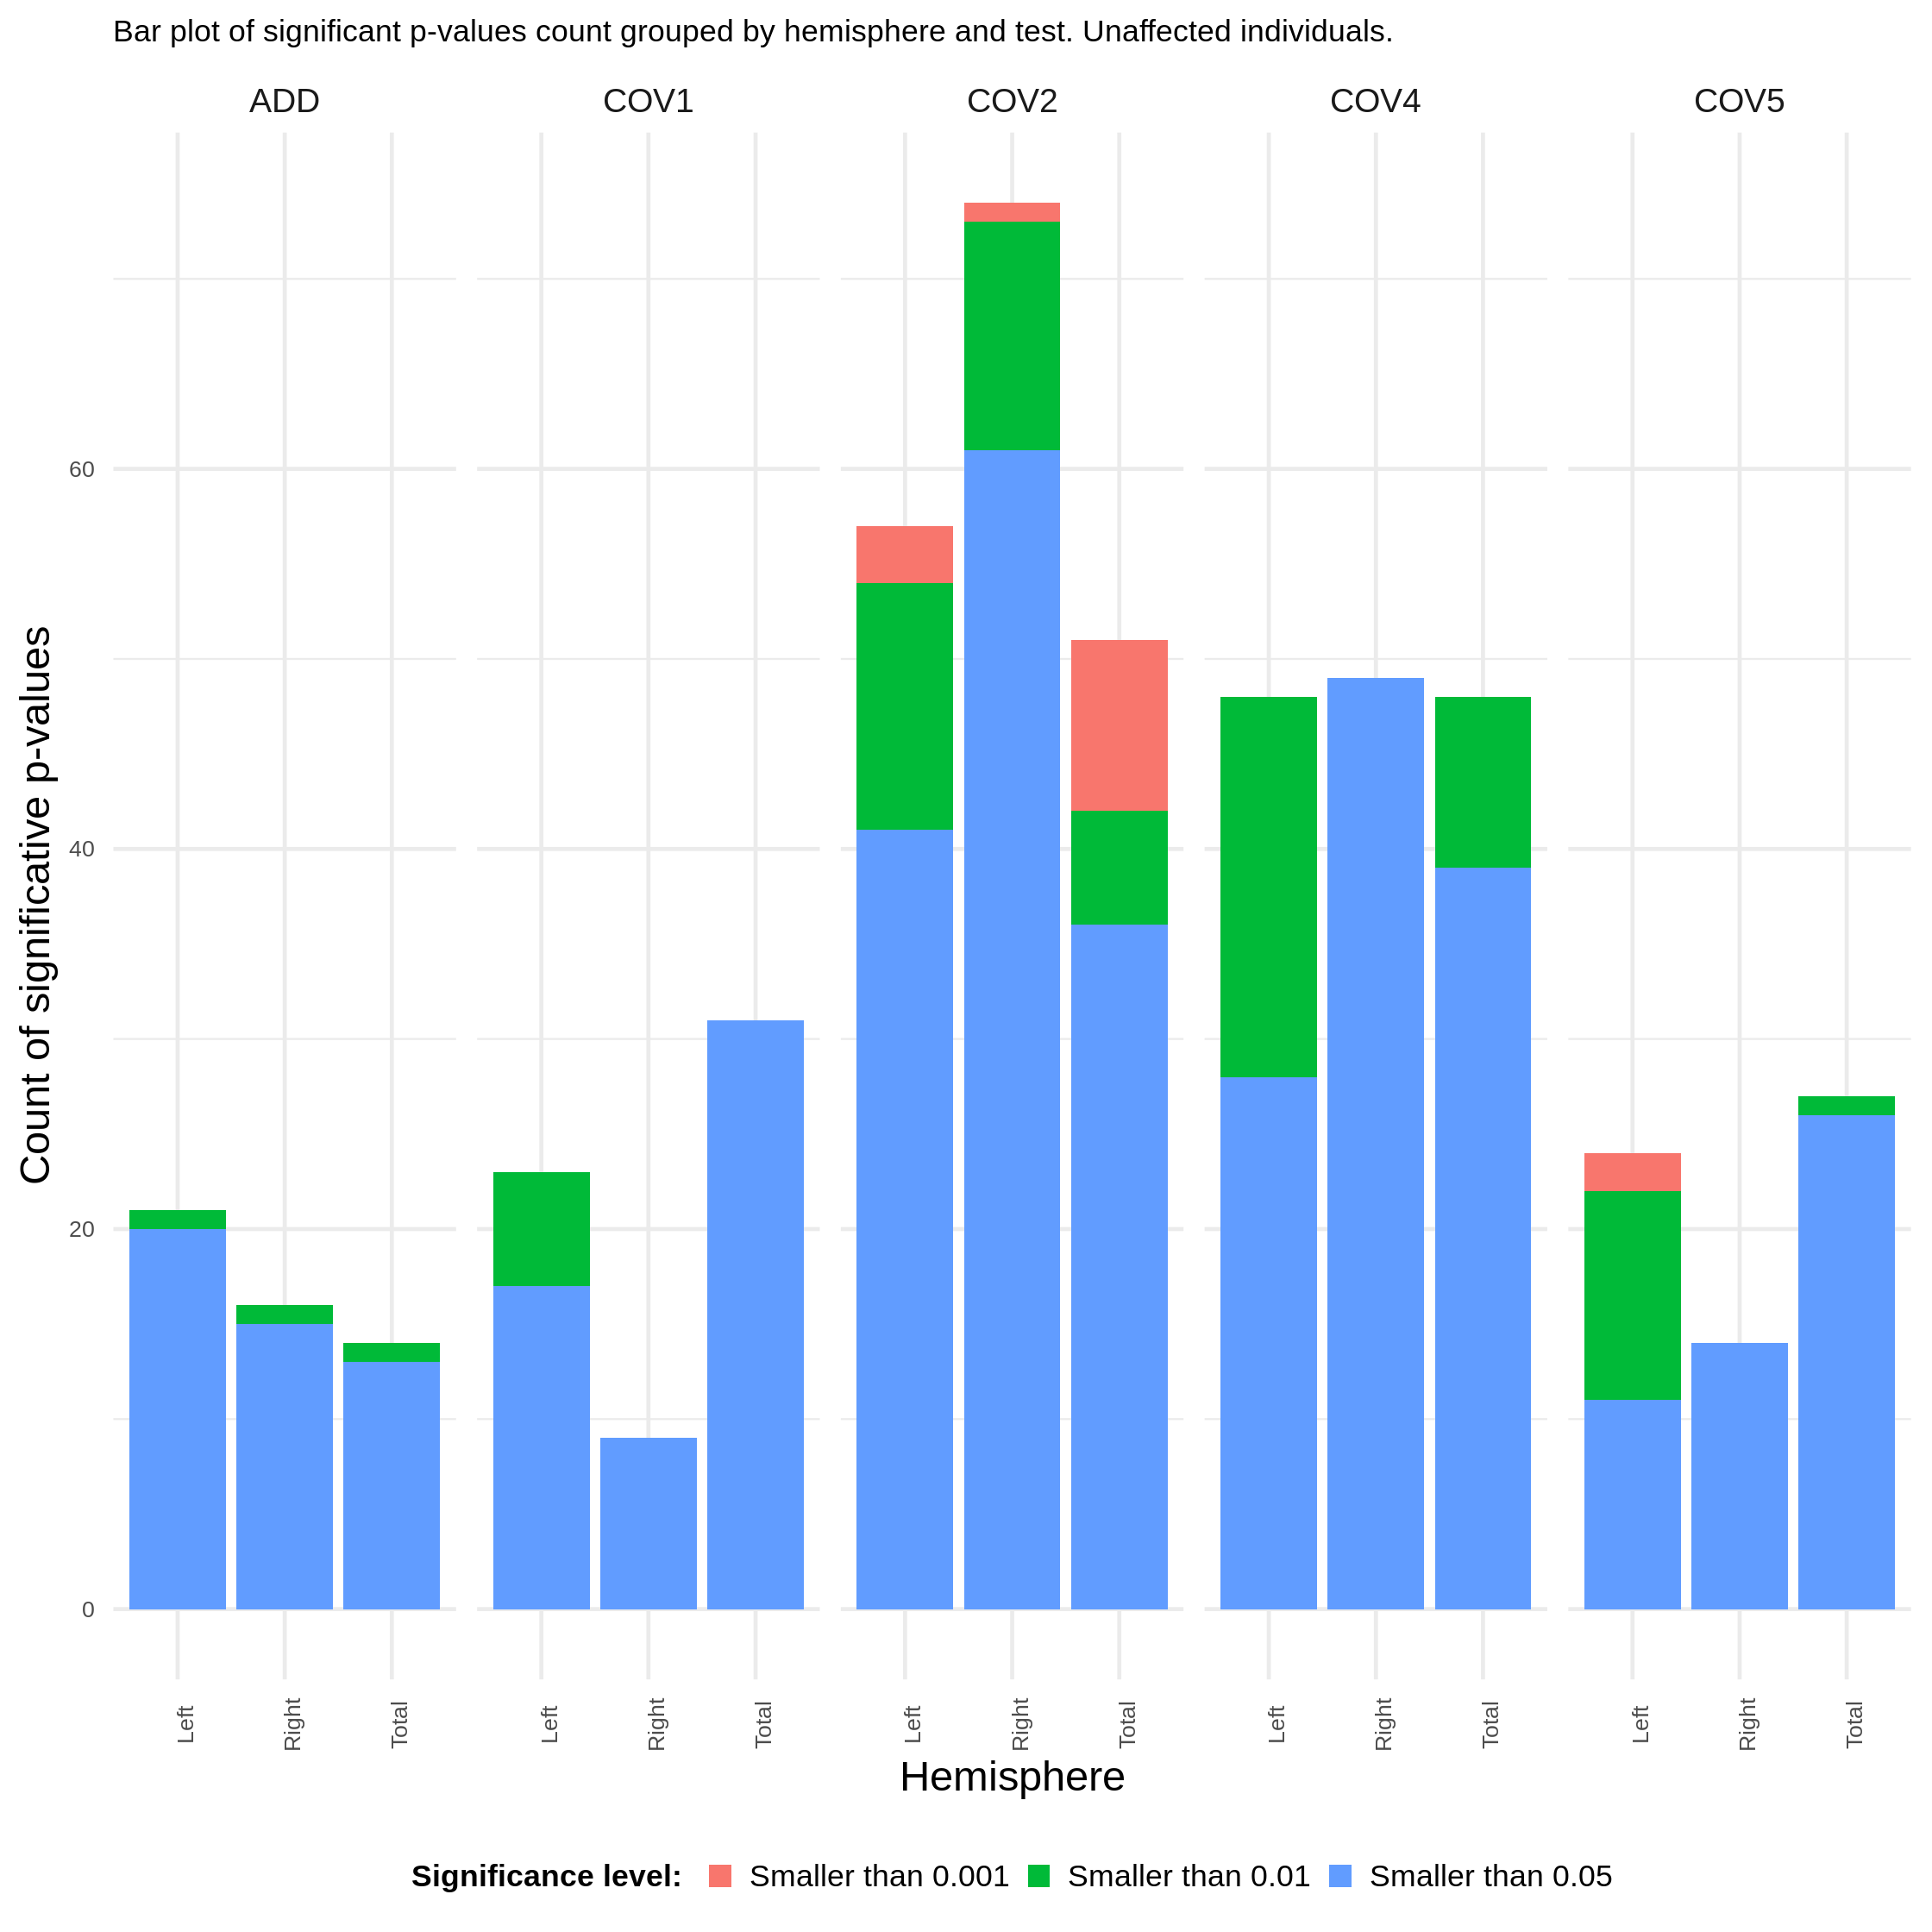 Bar plot of significant p-values count grouped by hemisphere and test. Unaffected individuals.
ADD COV1 COV2 COV4 COV5
Count of significative p-values
60
40
20
0
Left Right Total Left Right Total Left Right Total Left Right Total Left Right Total
Hemisphere
Significance level: Smaller than 0.001 Smaller than 0.01 Smaller than 0.05